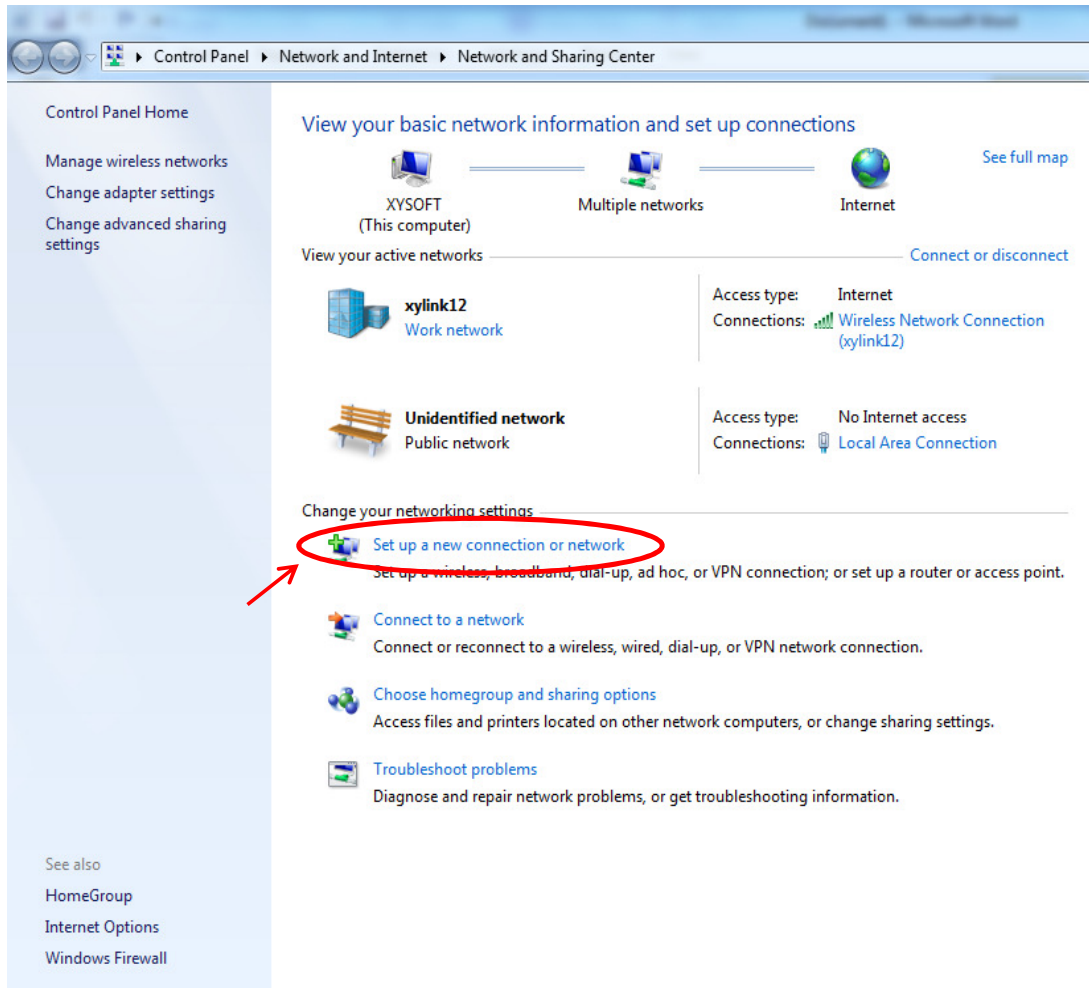 Control Panel ▸ Network and Internet ▸ Network and Sharing Center
Control Panel Home
Manage wireless networks
Change adapter settings
Change advanced sharing
settings
View your basic network information and set up connections
See full map
XYSOFT
(This computer)
Multiple networks
Internet
View your active networks
Connect or disconnect
xylink12
Work network
Access type: Internet
Connections: Wireless Network Connection
(xylink12)
Unidentified network
Public network
Access type: No Internet access
Connections: Local Area Connection
Change your networking settings
Set up a new connection or network
Set up a wireless, broadband, dial-up, ad hoc, or VPN connection; or set up a router or access point.
Connect to a network
Connect or reconnect to a wireless, wired, dial-up, or VPN network connection.
Choose homegroup and sharing options
Access files and printers located on other network computers, or change sharing settings.
Troubleshoot problems
Diagnose and repair network problems, or get troubleshooting information.
See also
HomeGroup
Internet Options
Windows Firewall